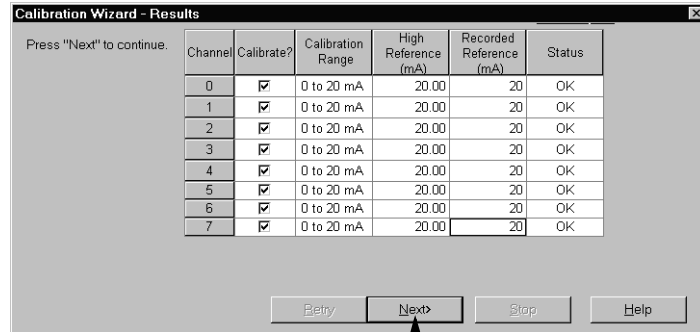 Calibration Wizard - Results
Press "Next" to continue.
Channel Calibrate? Calibration Range High Reference (mA) Recorded Reference (mA) Status
0 0 to 20 mA 20.00 20 OK
1 0 to 20 mA 20.00 20 OK
2 0 to 20 mA 20.00 20 OK
3 0 to 20 mA 20.00 20 OK
4 0 to 20 mA 20.00 20 OK
5 0 to 20 mA 20.00 20 OK
6 0 to 20 mA 20.00 20 OK
7 0 to 20 mA 20.00 20 OK
Retry Next> Stop Help